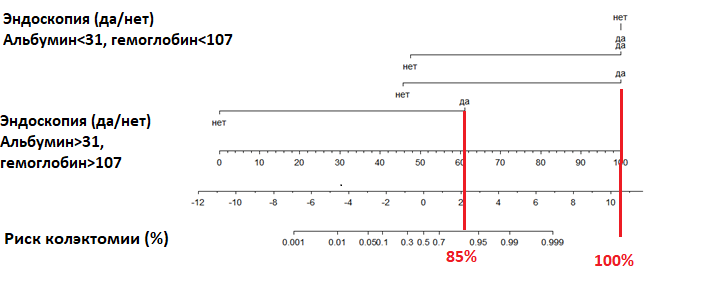 Эндоскопия (да/нет)
Альбумин<31, гемоглобин<107
нет
да
да
нет
да
нет
да
нет
Эндоскопия (да/нет)
Альбумин>31,
гемоглобин>107
0 10 20 30 40 50 60 70 80 90 100
-12 -10 -8 -6 -4 -2 0 2 4 6 8 10
Риск колэктомии (%)
0.001 0.01 0.05 0.1 0.3 0.5 0.7 0.95 0.99 0.999
85%
100%